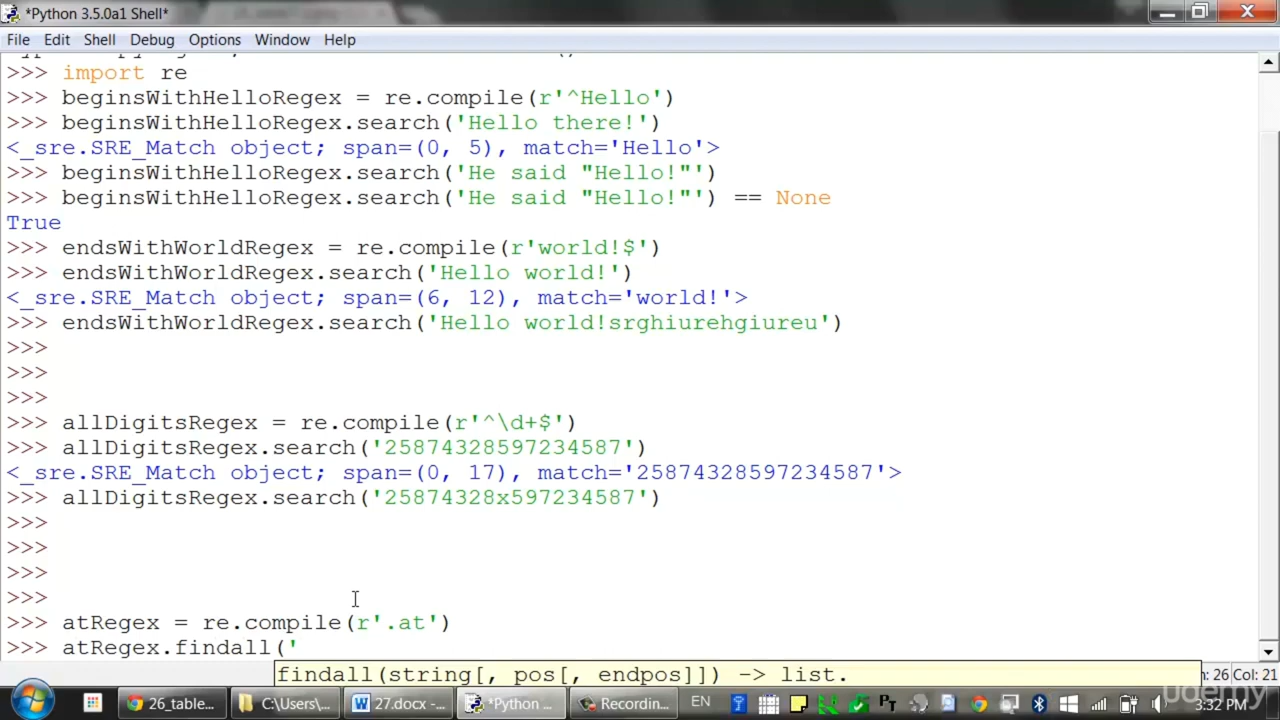 *Python 3.5.0a1 Shell*
File Edit Shell Debug Options Window Help
>>> import re
>>> beginsWithHelloRegex = re.compile(r'^Hello')
>>> beginsWithHelloRegex.search('Hello there!')
<_sre.SRE_Match object; span=(0, 5), match='Hello'>
>>> beginsWithHelloRegex.search('He said "Hello!"')
>>> beginsWithHelloRegex.search('He said "Hello!"') == None
True
>>> endsWithWorldRegex = re.compile(r'world!$')
>>> endsWithWorldRegex.search('Hello world!')
<_sre.SRE_Match object; span=(6, 12), match='world!'>
>>> endsWithWorldRegex.search('Hello world!srghiurehgiureu')
>>>
>>>
>>>
>>> allDigitsRegex = re.compile(r'^\d+$')
>>> allDigitsRegex.search('25874328597234587')
<_sre.SRE_Match object; span=(0, 17), match='25874328597234587'>
>>> allDigitsRegex.search('25874328x597234587')
>>>
>>>
>>>
>>>
>>> atRegex = re.compile(r'.at')
>>> atRegex.findall('
findall(string[, pos[, endpos]]) -> list.
: 26 Col: 21
26_table... C:\Users\... 27.docx -... *Python ... Recordin... EN 3:32 PM
udemy